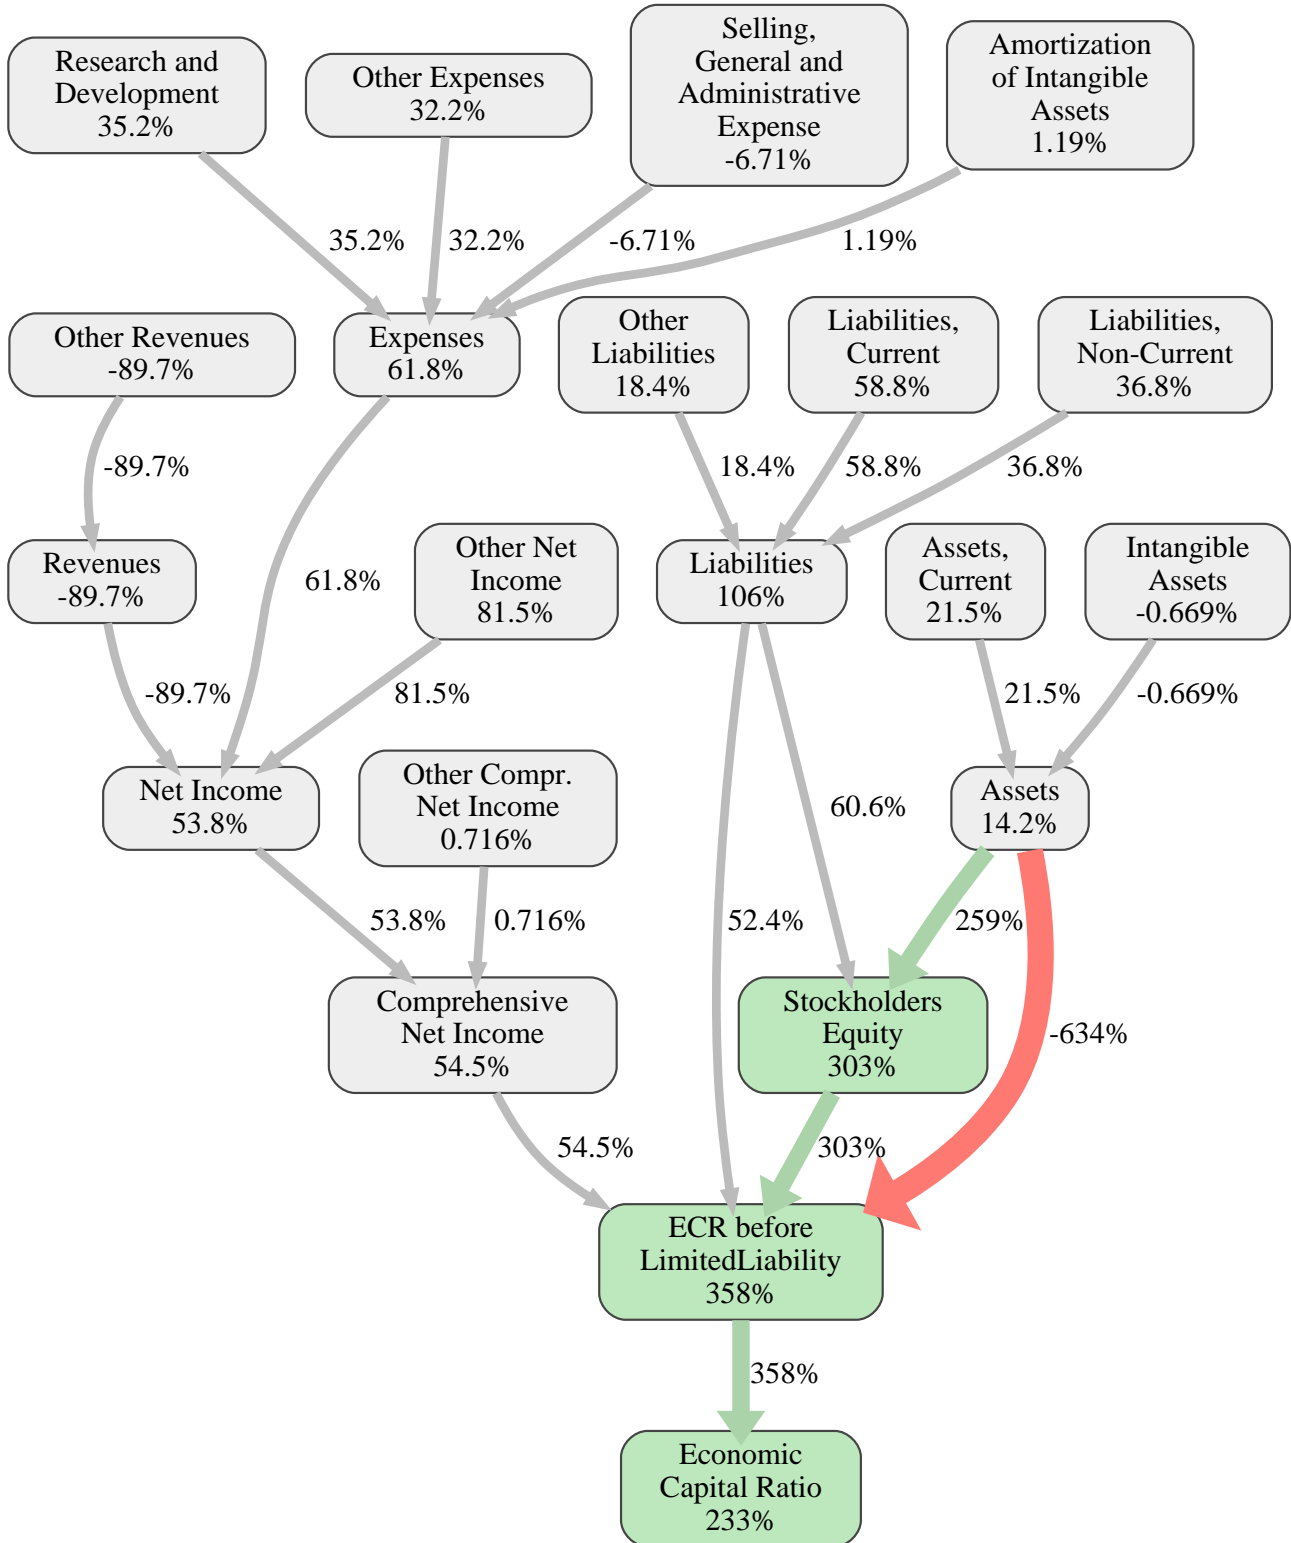 Research and
Development
35.2%
Other Expenses
32.2%
Selling,
General and
Administrative
Expense
-6.71%
Amortization
of Intangible
Assets
1.19%
35.2%
32.2%
-6.71%
1.19%
Other Revenues
-89.7%
Expenses
61.8%
Other
Liabilities
18.4%
Liabilities,
Current
58.8%
Liabilities,
Non-Current
36.8%
-89.7%
18.4%
58.8%
36.8%
Revenues
-89.7%
61.8%
Other Net
Income
81.5%
Liabilities
106%
Assets,
Current
21.5%
Intangible
Assets
-0.669%
-89.7%
81.5%
21.5%
-0.669%
Net Income
53.8%
Other Compr.
Net Income
0.716%
60.6%
Assets
14.2%
53.8%
0.716%
52.4%
259%
Comprehensive
Net Income
54.5%
Stockholders
Equity
303%
-634%
54.5%
303%
ECR before
LimitedLiability
358%
358%
Economic
Capital Ratio
233%